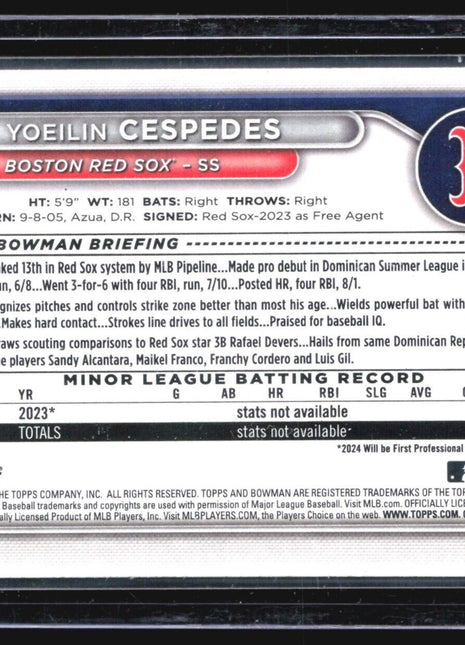 YOEILIN CESPEDES
BOSTON RED SOX - SS
HT: 5'9" WT: 181 BATS: Right THROWS: Right
RN: 9-8-05, Azua, D.R. SIGNED: Red Sox-2023 as Free Agent
BOWMAN BRIEFING
ked 13th in Red Sox system by MLB Pipeline...Made pro debut in Dominican Summer League i
n, 6/8...Went 3-for-6 with four RBI, run, 7/10...Posted HR, four RBI, 8/1.
gnizes pitches and controls strike zone better than most his age...Wields powerful bat with
..Makes hard contact...Strokes line drives to all fields...Praised for baseball IQ.
aws scouting comparisons to Red Sox star 3B Rafael Devers...Hails from same Dominican Rep
e players Sandy Alcantara, Maikel Franco, Franchy Cordero and Luis Gil.
MINOR LEAGUE BATTING RECORD
YR G AB HR RBI SLG AVG
2023* stats not available
TOTALS stats not available
*2024 Will be First Professional
HE TOPPS COMPANY, INC. ALL RIGHTS RESERVED. TOPPS AND BOWMAN ARE REGISTERED TRADEMARKS OF THE TOP
Baseball trademarks and copyrights are used with permission of Major League Baseball. Visit MLB.com. OFFICIALLY LICE
ally Licensed Product of MLB Players, Inc. Visit MLBPLAYERS.COM, the Players Choice on the web. WWW.TOPPS.COM.